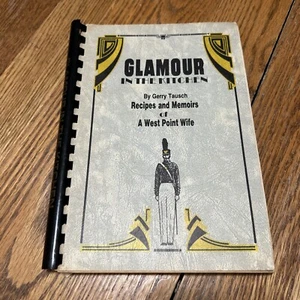 GLAMOUR
IN THE KITCHEN
By Gerry Tausch
Recipes and Memoirs
of
A West Point Wife